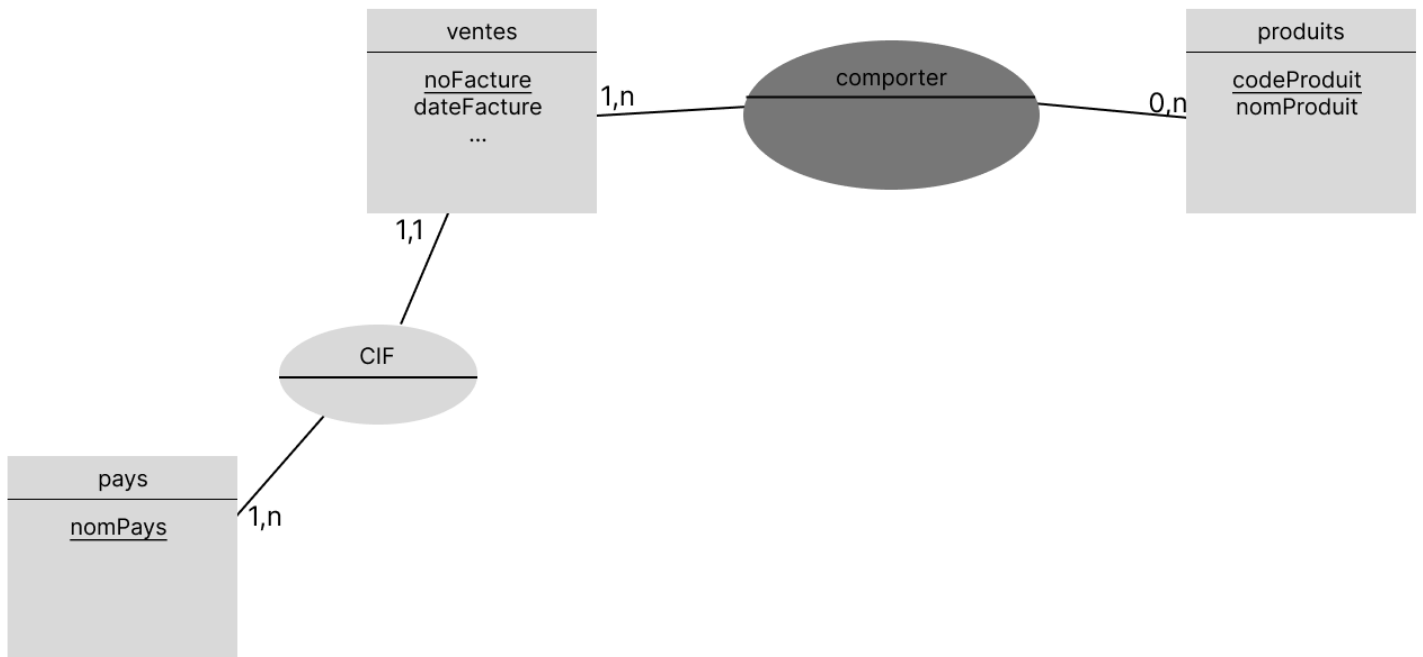 ventes
noFacture
dateFacture
...
1,n
comporter
0,n
produits
codeProduit
nomProduit
1,1
CIF
1,n
pays
nomPays